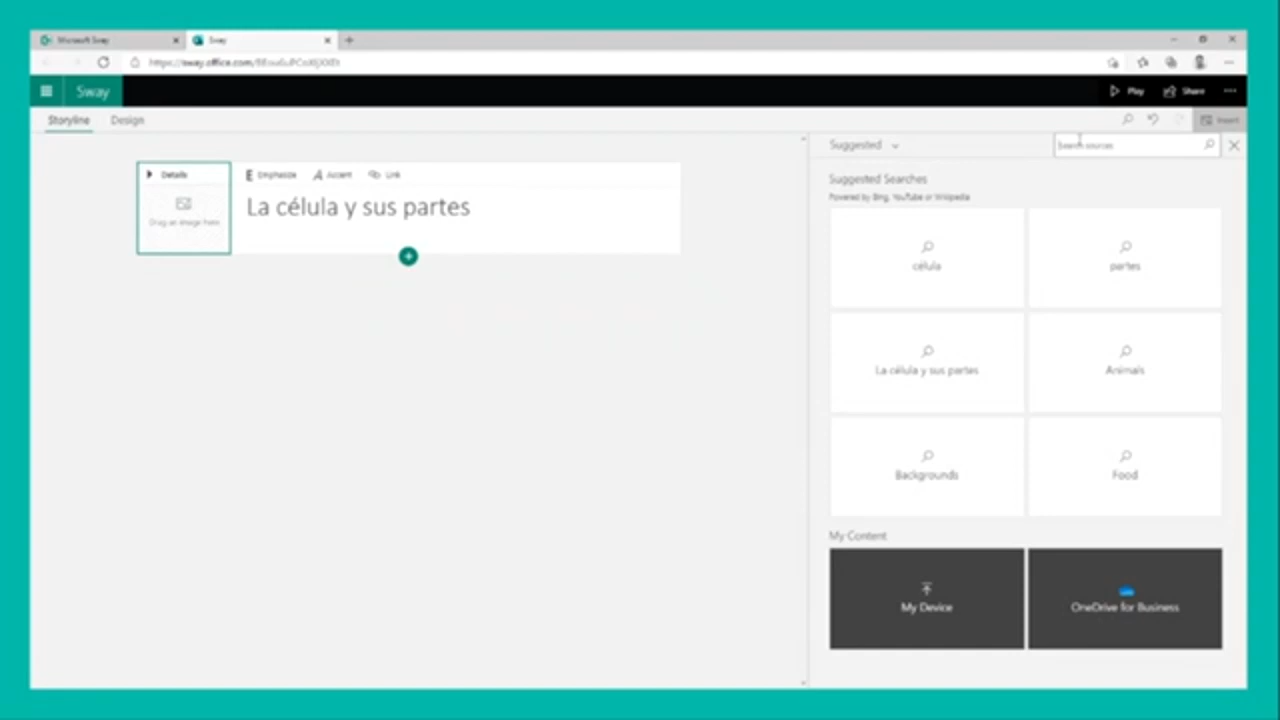 Microsoft Sway
Sway
Sway
Play
Share
Storyline
Design
Insert
Details
Emphasize
Accent
Link
Drag an image here
La célula y sus partes
Suggested
Search sources
Suggested Searches
Powered by Bing, YouTube or Wikipedia
célula
partes
La célula y sus partes
Animals
Backgrounds
Food
My Content
My Device
OneDrive for Business